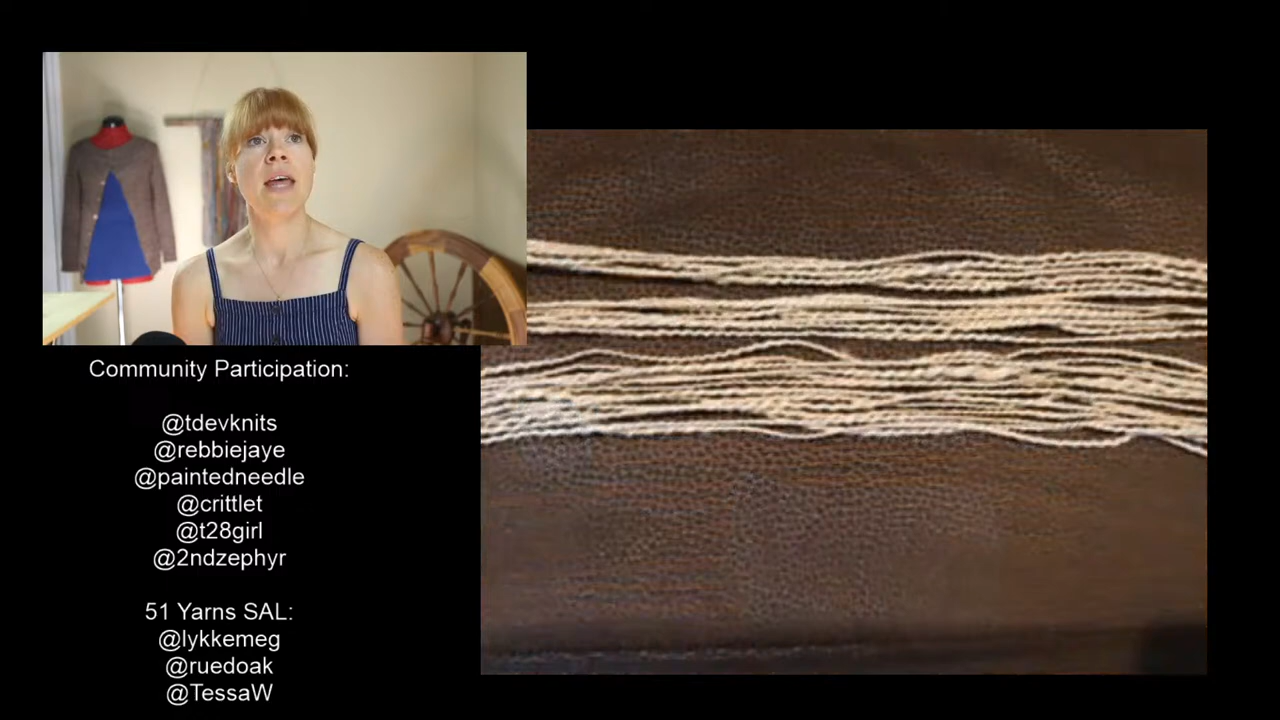 Community Participation:
@tdevknits
@rebbiejaye
@paintedneedle
@crittlet
@t28girl
@2ndzephyr
51 Yarns SAL:
@lykkemeg
@ruedoak
@TessaW